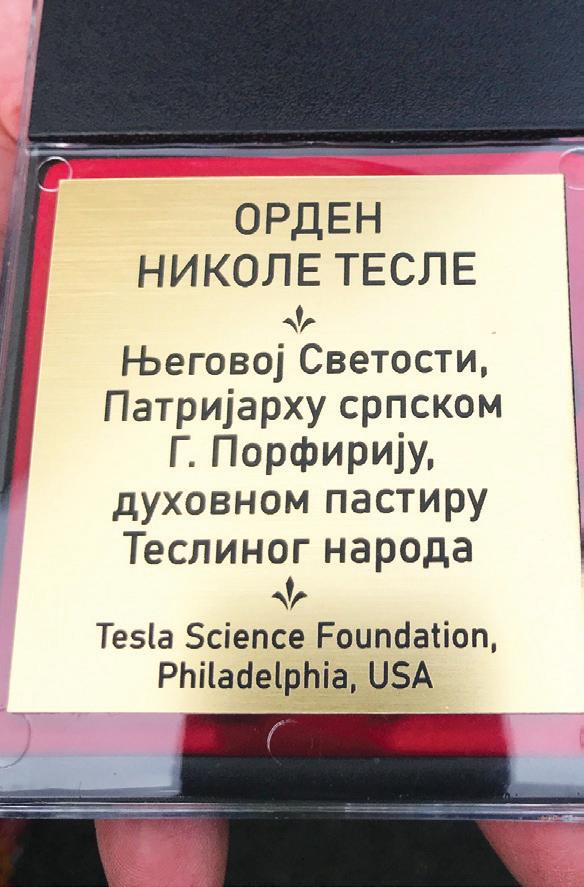 ОРДЕН
НИКОЛЕ ТЕСЛЕ
Његовој Светости,
Патријарху српском
Г. Порфирију,
духовном пастиру
Теслиног народа
Tesla Science Foundation,
Philadelphia, USA